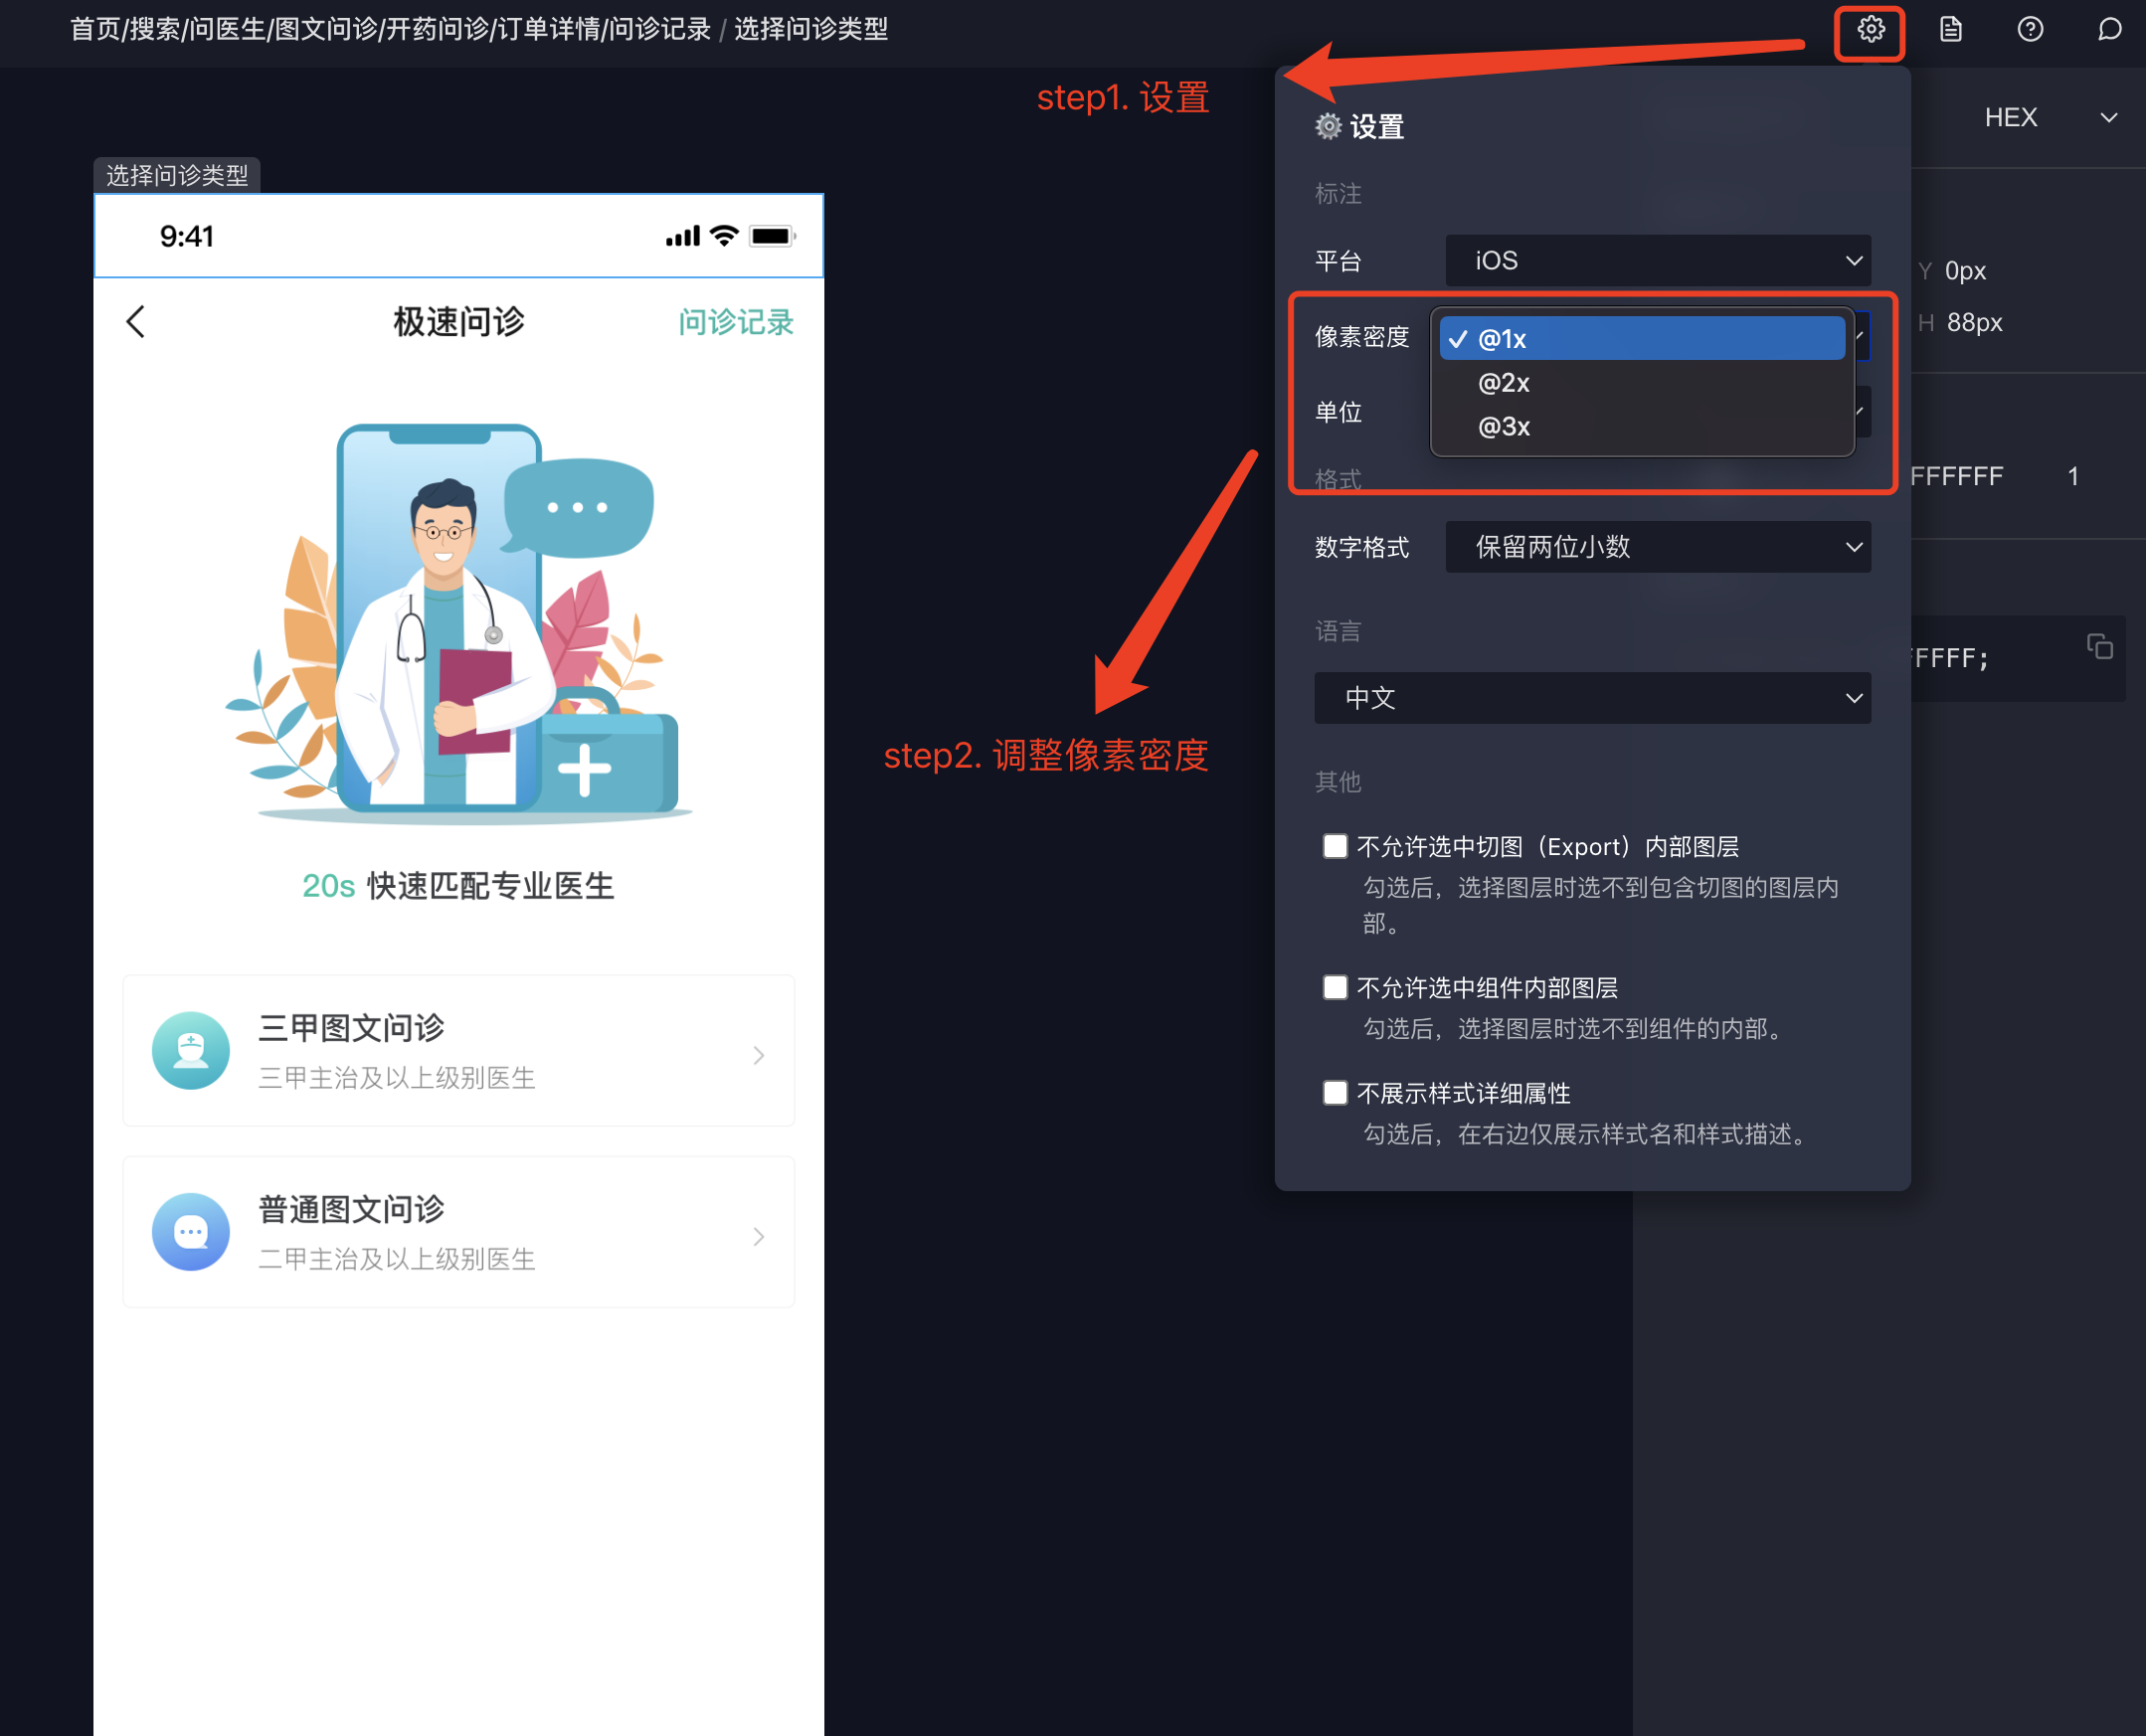 首页/搜索/问医生/图文问诊/开药问诊/订单详情/问诊记录 / 选择问诊类型
step1. 设置
HEX
设置
选择问诊类型
标注
9:41
平台
iOS
Y 0px
极速问诊
问诊记录
像素密度
@1x
@2x
@3x
H 88px
单位
格式
FFFFFF
1
数字格式
保留两位小数
语言
FFFF;
中文
step2. 调整像素密度
其他
不允许选中切图（Export）内部图层
勾选后，选择图层时选不到包含切图的图层内
部。
20s 快速匹配专业医生
不允许选中组件内部图层
勾选后，选择图层时选不到组件的内部。
三甲图文问诊
三甲主治及以上级别医生
不展示样式详细属性
勾选后，在右边仅展示样式名和样式描述。
普通图文问诊
二甲主治及以上级别医生